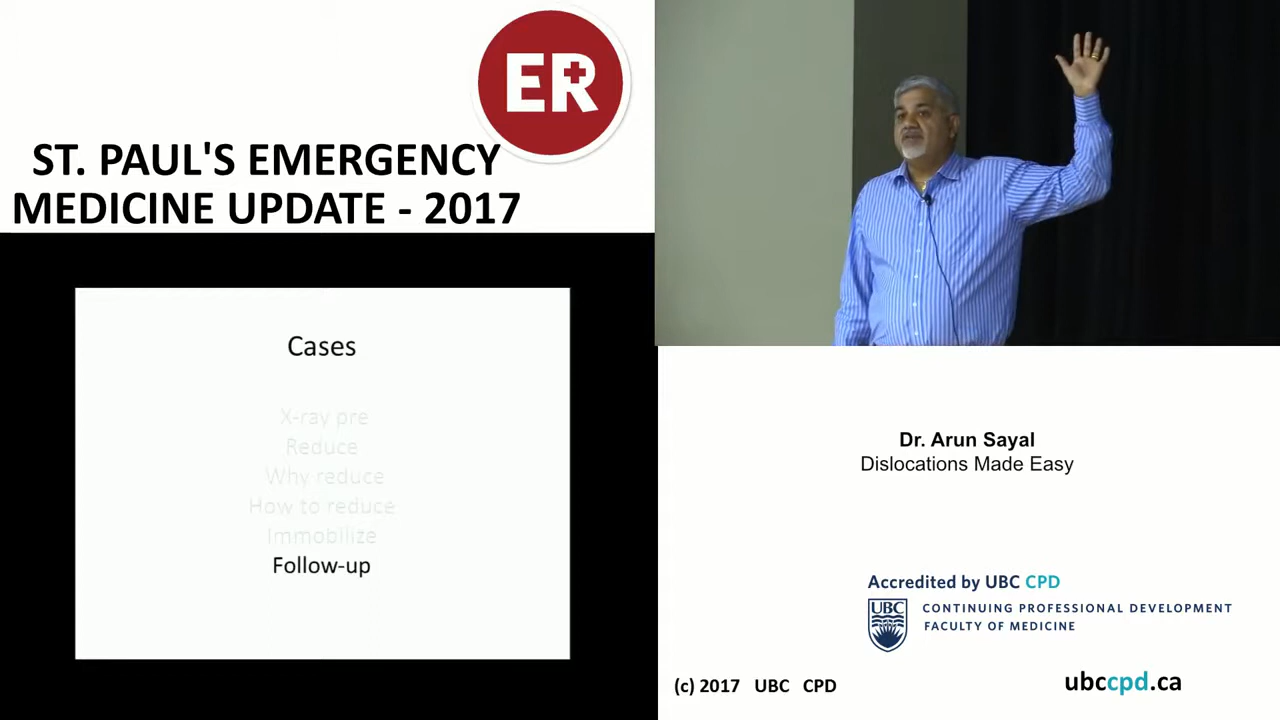 ER
ST. PAUL'S EMERGENCY
MEDICINE UPDATE - 2017
Cases
X-ray pre
Reduce
Why reduce
How to reduce
Immobilize
Follow-up
Dr. Arun Sayal
Dislocations Made Easy
Accredited by UBC CPD
UBC
CONTINUING PROFESSIONAL DEVELOPMENT
FACULTY OF MEDICINE
(c) 2017 UBC CPD
ubccpd.ca